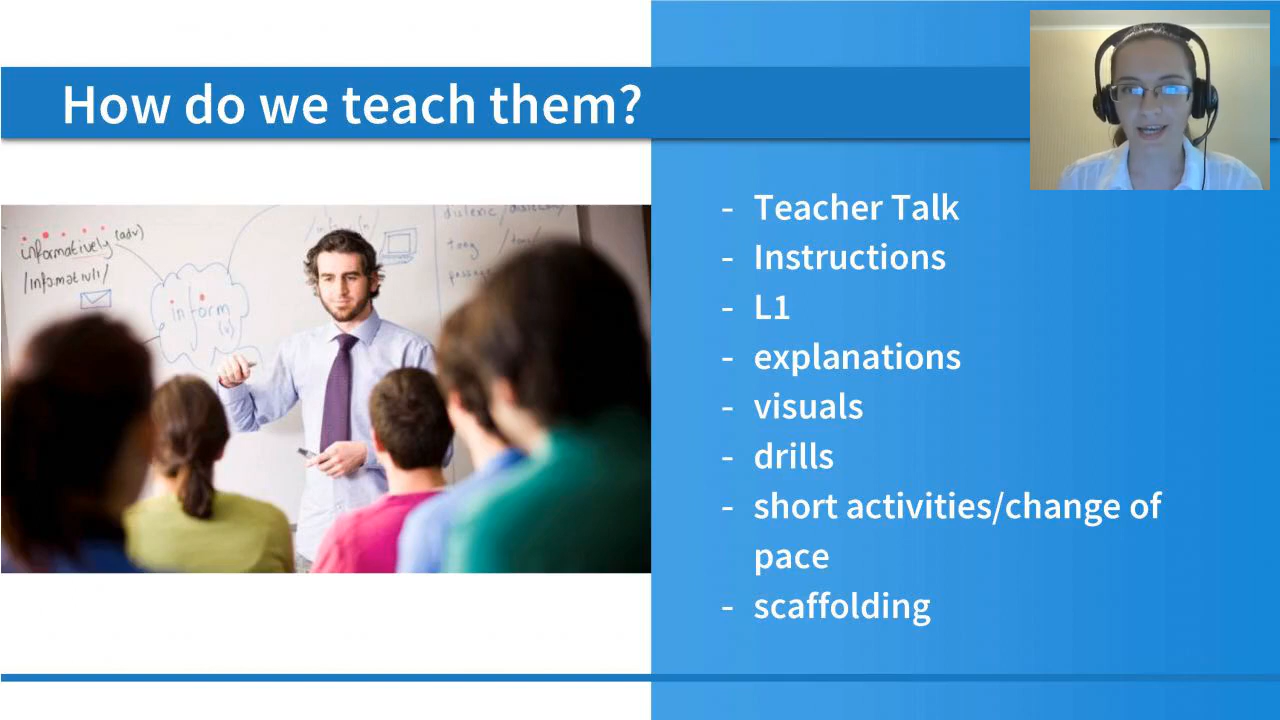 How do we teach them?
informatively (adv)
inform
(v)
- Teacher Talk
- Instructions
- L1
- explanations
- visuals
- drills
- short activities/change of
pace
- scaffolding